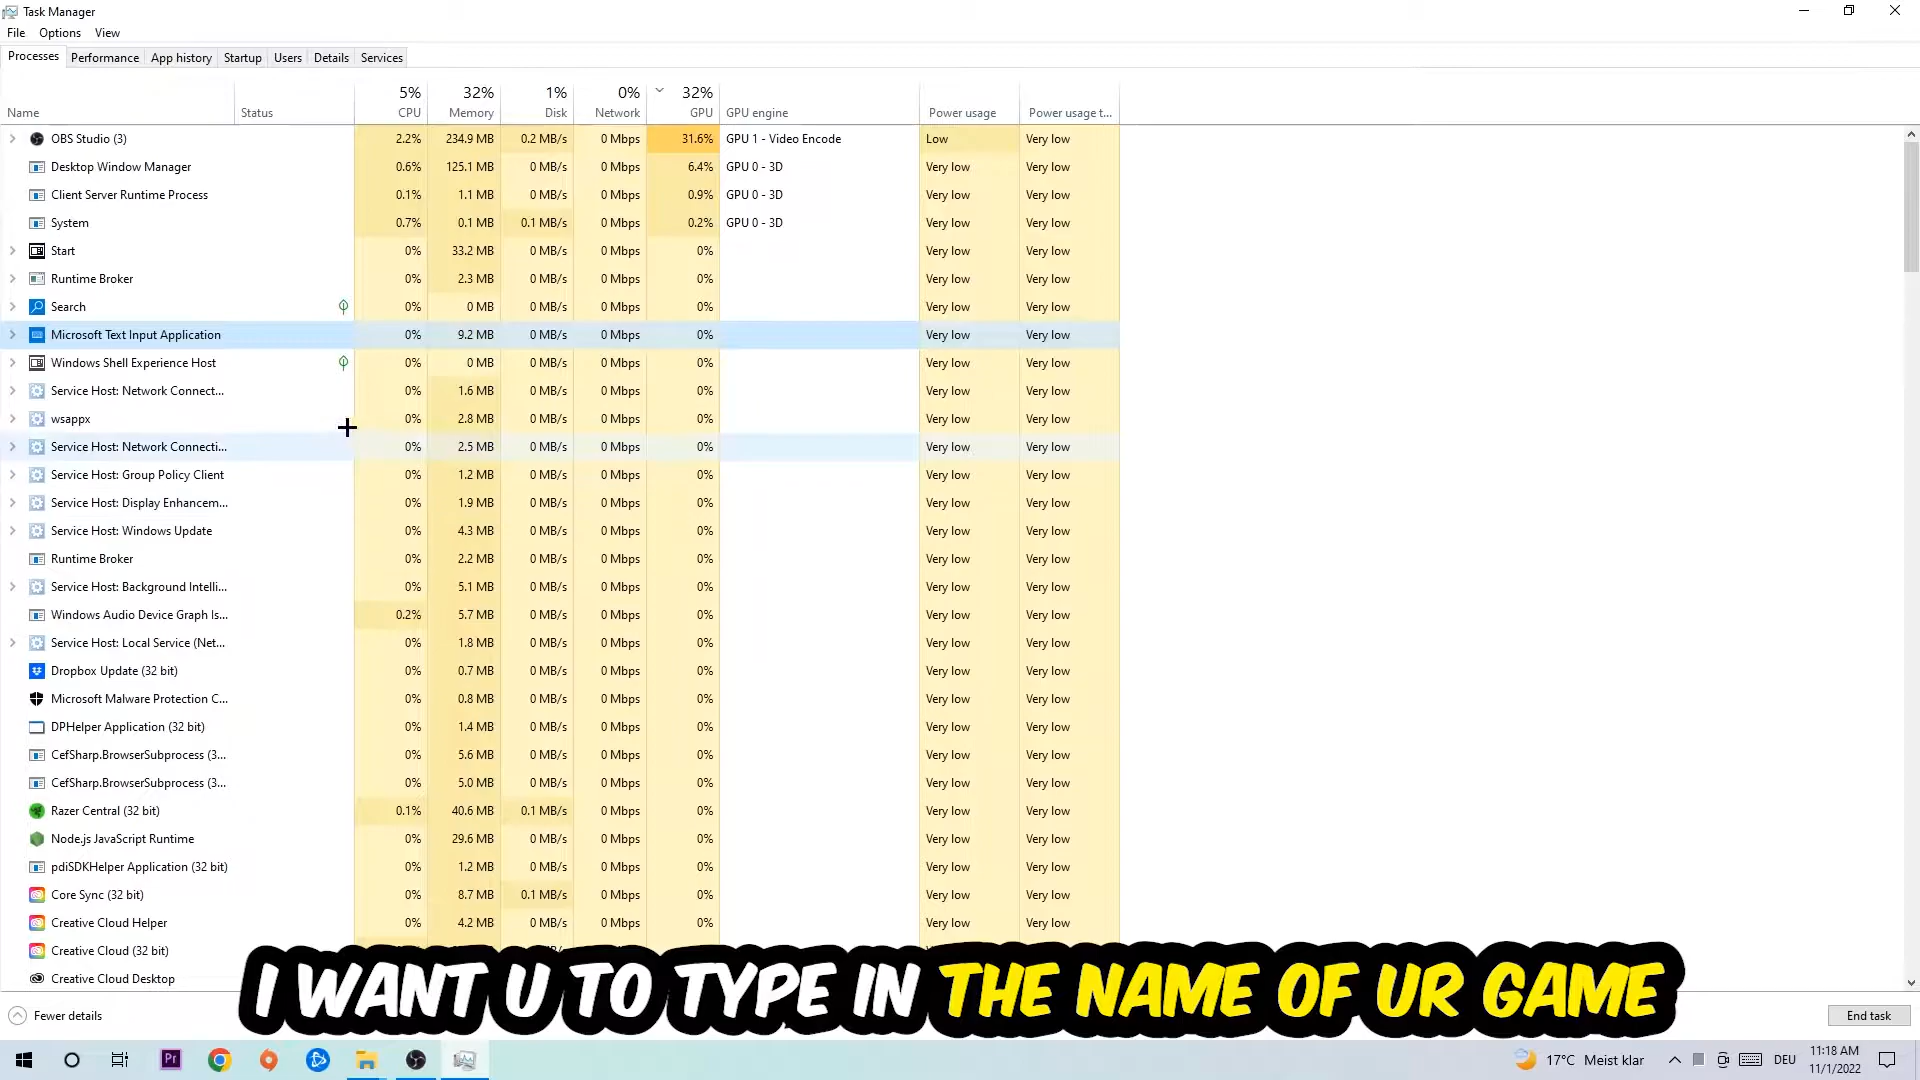 Task Manager
File Options View
Processes Performance App history Startup Users Details Services
5% 32% 1% 0% 32%
Name Status CPU Memory Disk Network GPU GPU engine Power usage Power usage t...
OBS Studio (3) 2.2% 234.9 MB 0.2 MB/s 0 Mbps 31.6% GPU 1 - Video Encode Low Very low
Desktop Window Manager 0.6% 125.1 MB 0 MB/s 0 Mbps 6.4% GPU 0 - 3D Very low Very low
Client Server Runtime Process 0.1% 1.1 MB 0 MB/s 0 Mbps 0.9% GPU 0 - 3D Very low Very low
System 0.7% 0.1 MB 0.1 MB/s 0 Mbps 0.2% GPU 0 - 3D Very low Very low
Start 0% 33.2 MB 0 MB/s 0 Mbps 0% Very low Very low
Runtime Broker 0% 2.3 MB 0 MB/s 0 Mbps 0% Very low Very low
Search 0% 0 MB 0 MB/s 0 Mbps 0% Very low Very low
Microsoft Text Input Application 0% 9.2 MB 0 MB/s 0 Mbps 0% Very low Very low
Windows Shell Experience Host 0% 0 MB 0 MB/s 0 Mbps 0% Very low Very low
Service Host: Network Connect... 0% 1.6 MB 0 MB/s 0 Mbps 0% Very low Very low
wsappx 0% 2.8 MB 0 MB/s 0 Mbps 0% Very low Very low
Service Host: Network Connecti... 0% 2.5 MB 0 MB/s 0 Mbps 0% Very low Very low
Service Host: Group Policy Client 0% 1.2 MB 0 MB/s 0 Mbps 0% Very low Very low
Service Host: Display Enhancem... 0% 1.9 MB 0 MB/s 0 Mbps 0% Very low Very low
Service Host: Windows Update 0% 4.3 MB 0 MB/s 0 Mbps 0% Very low Very low
Runtime Broker 0% 2.2 MB 0 MB/s 0 Mbps 0% Very low Very low
Service Host: Background Intelli... 0% 5.1 MB 0 MB/s 0 Mbps 0% Very low Very low
Windows Audio Device Graph Is... 0.2% 5.7 MB 0 MB/s 0 Mbps 0% Very low Very low
Service Host: Local Service (Net... 0% 1.8 MB 0 MB/s 0 Mbps 0% Very low Very low
Dropbox Update (32 bit) 0% 0.7 MB 0 MB/s 0 Mbps 0% Very low Very low
Microsoft Malware Protection C... 0% 0.8 MB 0 MB/s 0 Mbps 0% Very low Very low
DPHelper Application (32 bit) 0% 1.4 MB 0 MB/s 0 Mbps 0% Very low Very low
CefSharp.BrowserSubprocess (3... 0% 5.6 MB 0 MB/s 0 Mbps 0% Very low Very low
CefSharp.BrowserSubprocess (3... 0% 5.0 MB 0 MB/s 0 Mbps 0% Very low Very low
Razer Central (32 bit) 0.1% 40.6 MB 0.1 MB/s 0 Mbps 0% Very low Very low
Node.js JavaScript Runtime 0% 29.6 MB 0 MB/s 0 Mbps 0% Very low Very low
pdiSDKHelper Application (32 bit) 0% 1.2 MB 0 MB/s 0 Mbps 0% Very low Very low
Core Sync (32 bit) 0% 8.7 MB 0.1 MB/s 0 Mbps 0% Very low Very low
Creative Cloud Helper 0% 4.2 MB 0 MB/s 0 Mbps 0% Very low Very low
Creative Cloud (32 bit)
Creative Cloud Desktop
I WANT U TO TYPE IN THE NAME OF UR GAME
Fewer details End task
Pr 17°C Meist klar DEU 11:18 AM
11/1/2022